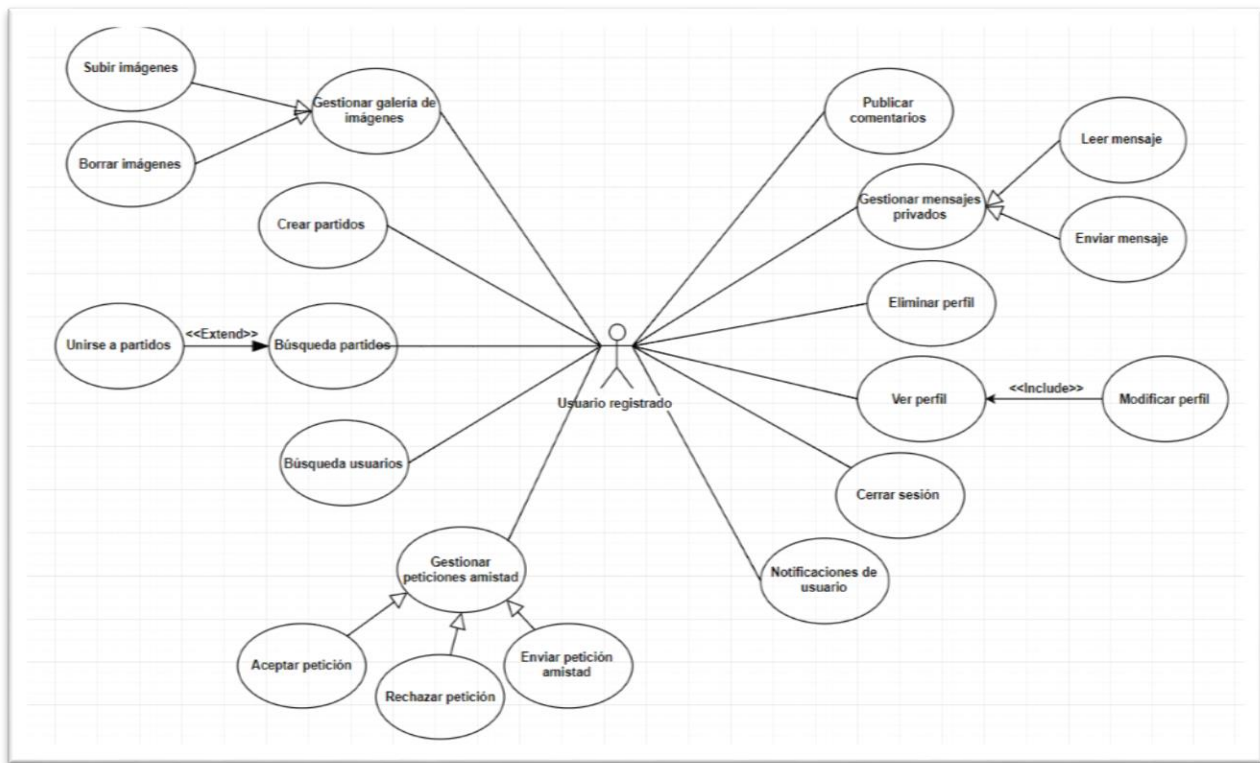 Subir imágenes
Gestionar galería de
imágenes
Borrar imágenes
Crear partidos
<<Extend>>
Unirse a partidos
Búsqueda partidos
Búsqueda usuarios
Gestionar
peticiones amistad
Aceptar petición
Rechazar petición
Enviar petición
amistad
Usuario registrado
Publicar
comentarios
Leer mensaje
Gestionar mensajes
privados
Enviar mensaje
Eliminar perfil
Ver perfil
<<Include>>
Modificar perfil
Cerrar sesión
Notificaciones de
usuario